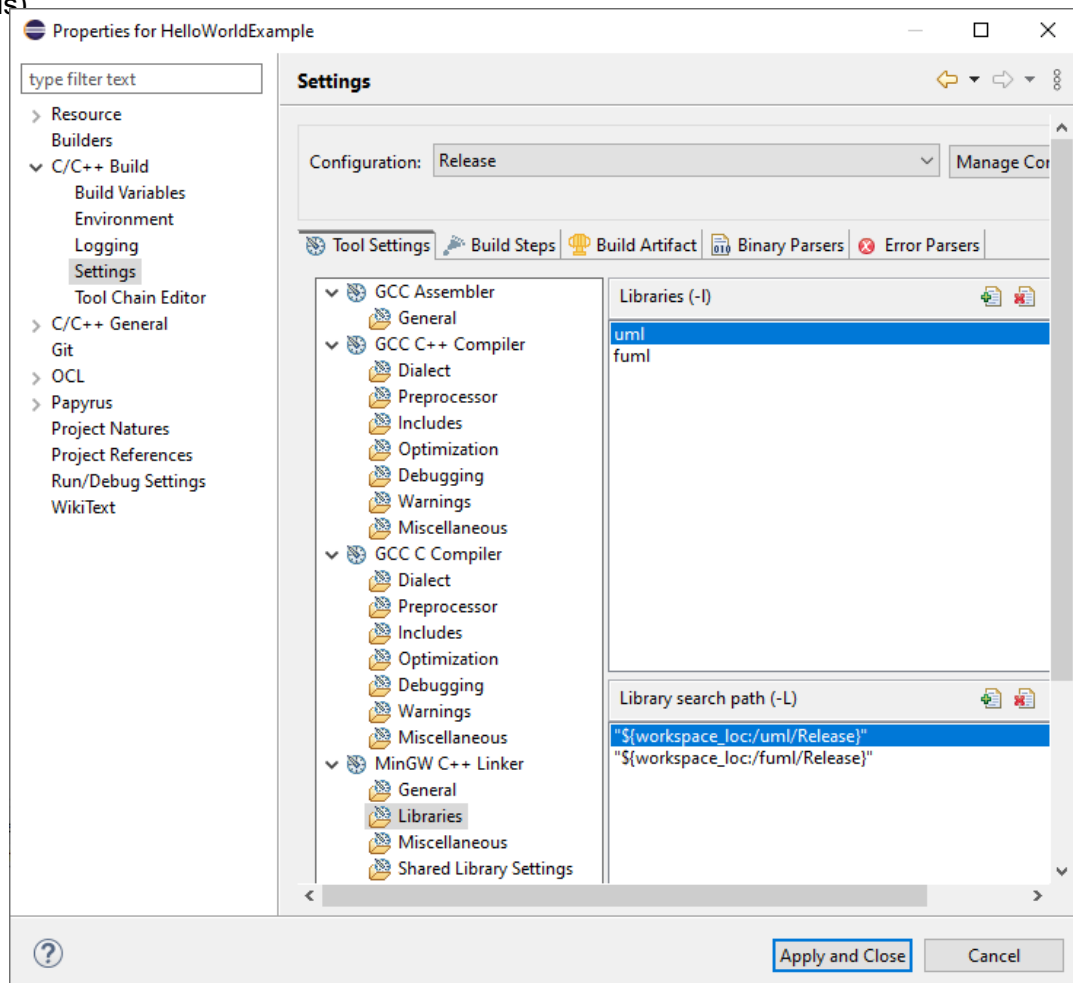 s)
Properties for HelloWorldExample
type filter text
Resource
Builders
C/C++ Build
Build Variables
Environment
Logging
Settings
Tool Chain Editor
C/C++ General
Git
OCL
Papyrus
Project Natures
Project References
Run/Debug Settings
WikiText
Settings
Configuration: Release Manage Cor
Tool Settings Build Steps Build Artifact Binary Parsers Error Parsers
GCC Assembler
General
GCC C++ Compiler
Dialect
Preprocessor
Includes
Optimization
Debugging
Warnings
Miscellaneous
GCC C Compiler
Dialect
Preprocessor
Includes
Optimization
Debugging
Warnings
Miscellaneous
MinGW C++ Linker
General
Libraries
Miscellaneous
Shared Library Settings
Libraries (-l)
uml
fuml
Library search path (-L)
"${workspace_loc:/uml/Release}"
"${workspace_loc:/fuml/Release}"
Apply and Close Cancel